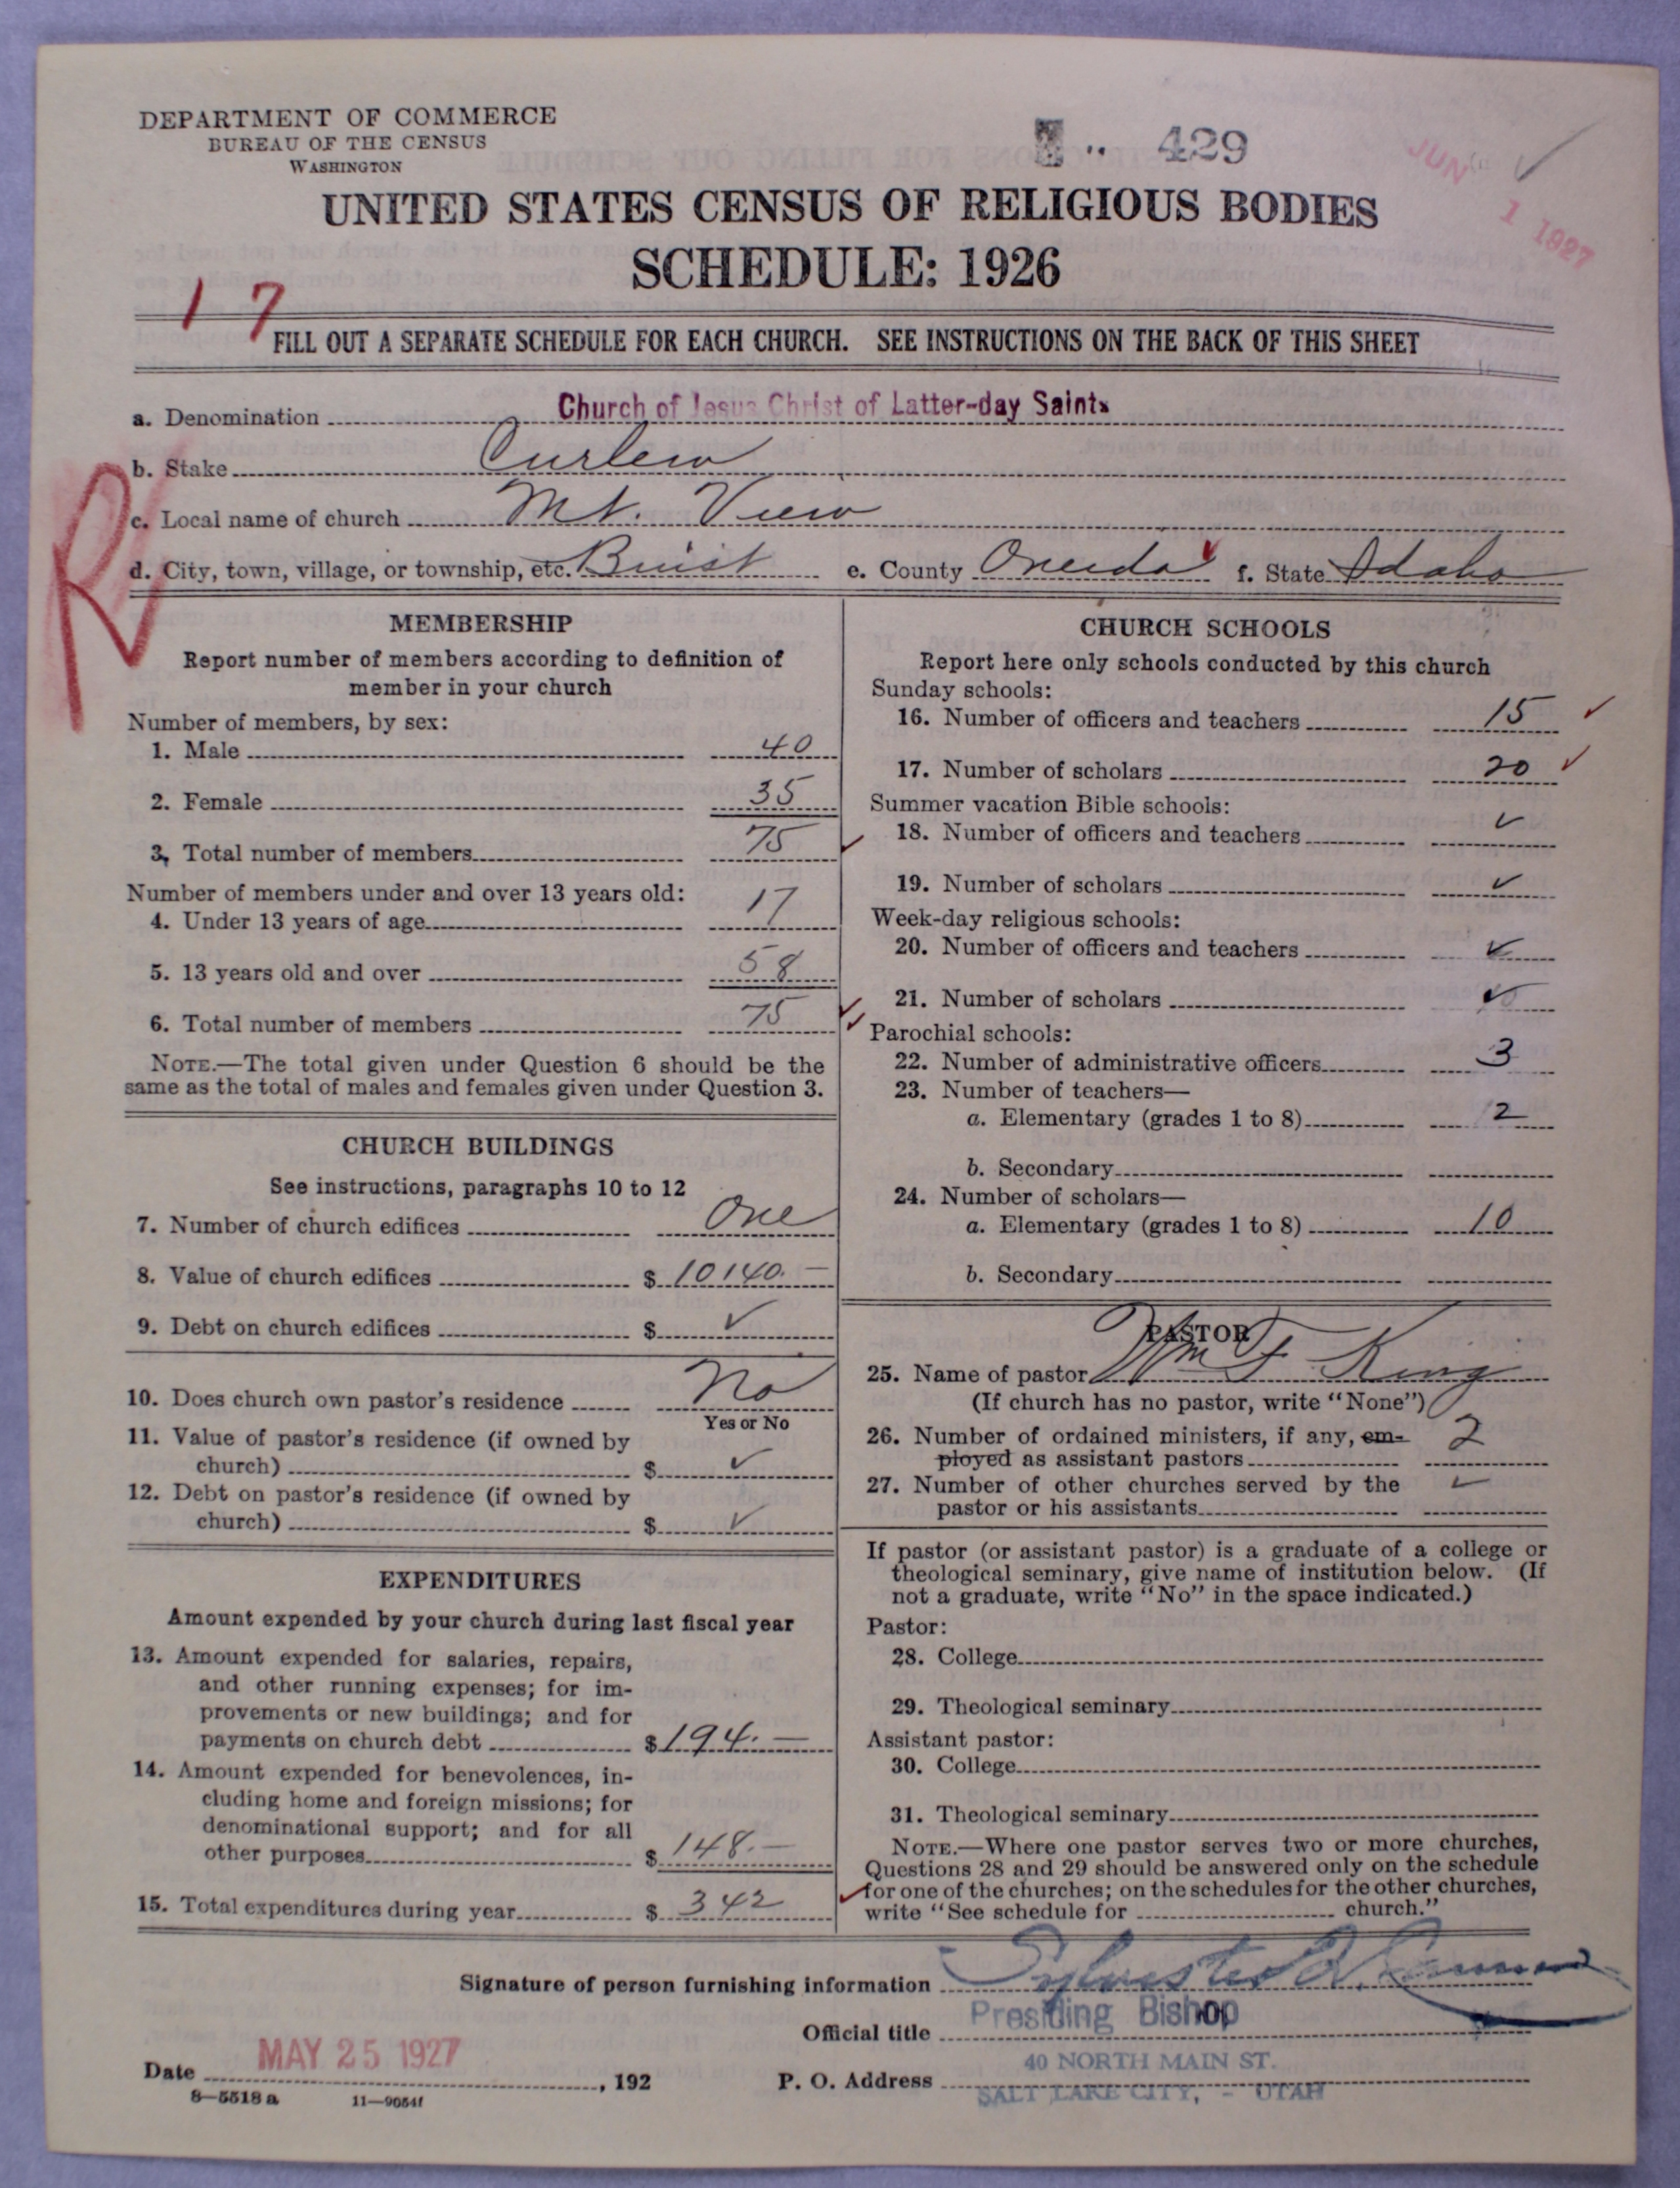 DEPARTMENT OF COMMERCE
BUREAU OF THE CENSUS
WASHINGTON
429
JUN 1 1927
UNITED STATES CENSUS OF RELIGIOUS BODIES
SCHEDULE: 1926
17
FILL OUT A SEPARATE SCHEDULE FOR EACH CHURCH. SEE INSTRUCTIONS ON THE BACK OF THIS SHEET
R
a. Denomination Church of Jesus Christ of Latter-day Saints
b. Stake Curlew
c. Local name of church Mt. View
d. City, town, village, or township, etc. Buist e. County Oneida f. State Idaho
MEMBERSHIP
Report number of members according to definition of
member in your church
Number of members, by sex:
1. Male 40
2. Female 35
3. Total number of members 75 ✓
Number of members under and over 13 years old:
4. Under 13 years of age 17
5. 13 years old and over 58
6. Total number of members 75 ✓
NOTE.—The total given under Question 6 should be the
same as the total of males and females given under Question 3.
CHURCH BUILDINGS
See instructions, paragraphs 10 to 12
7. Number of church edifices One
8. Value of church edifices $ 10140.—
9. Debt on church edifices $ ✓
10. Does church own pastor's residence No
Yes or No
11. Value of pastor's residence (if owned by
church) $ ✓
12. Debt on pastor's residence (if owned by
church) $ ✓
EXPENDITURES
Amount expended by your church during last fiscal year
13. Amount expended for salaries, repairs,
and other running expenses; for im-
provements or new buildings; and for
payments on church debt $ 194.—
14. Amount expended for benevolences, in-
cluding home and foreign missions; for
denominational support; and for all
other purposes $ 148.—
15. Total expenditures during year $ 342 ✓
CHURCH SCHOOLS
Report here only schools conducted by this church
Sunday schools:
16. Number of officers and teachers 15 ✓
17. Number of scholars 20 ✓
Summer vacation Bible schools:
18. Number of officers and teachers ✓
19. Number of scholars ✓
Week-day religious schools:
20. Number of officers and teachers ✓
21. Number of scholars ✓
Parochial schools:
22. Number of administrative officers 3
23. Number of teachers—
a. Elementary (grades 1 to 8) 2
b. Secondary
24. Number of scholars—
a. Elementary (grades 1 to 8) 10
b. Secondary
PASTOR
25. Name of pastor Wm F King
(If church has no pastor, write "None")
26. Number of ordained ministers, if any, em-
ployed as assistant pastors 2
27. Number of other churches served by the
pastor or his assistants ✓
If pastor (or assistant pastor) is a graduate of a college or
theological seminary, give name of institution below. (If
not a graduate, write "No" in the space indicated.)
Pastor:
28. College
29. Theological seminary
Assistant pastor:
30. College
31. Theological seminary
NOTE.—Where one pastor serves two or more churches,
Questions 28 and 29 should be answered only on the schedule
for one of the churches; on the schedules for the other churches,
write "See schedule for church."
Signature of person furnishing information Sylvester Q. Cannon
Official title Presiding Bishop
Date MAY 25 1927, 192 P. O. Address 40 NORTH MAIN ST.
SALT LAKE CITY, - UTAH
8—5518 a 11—9054f